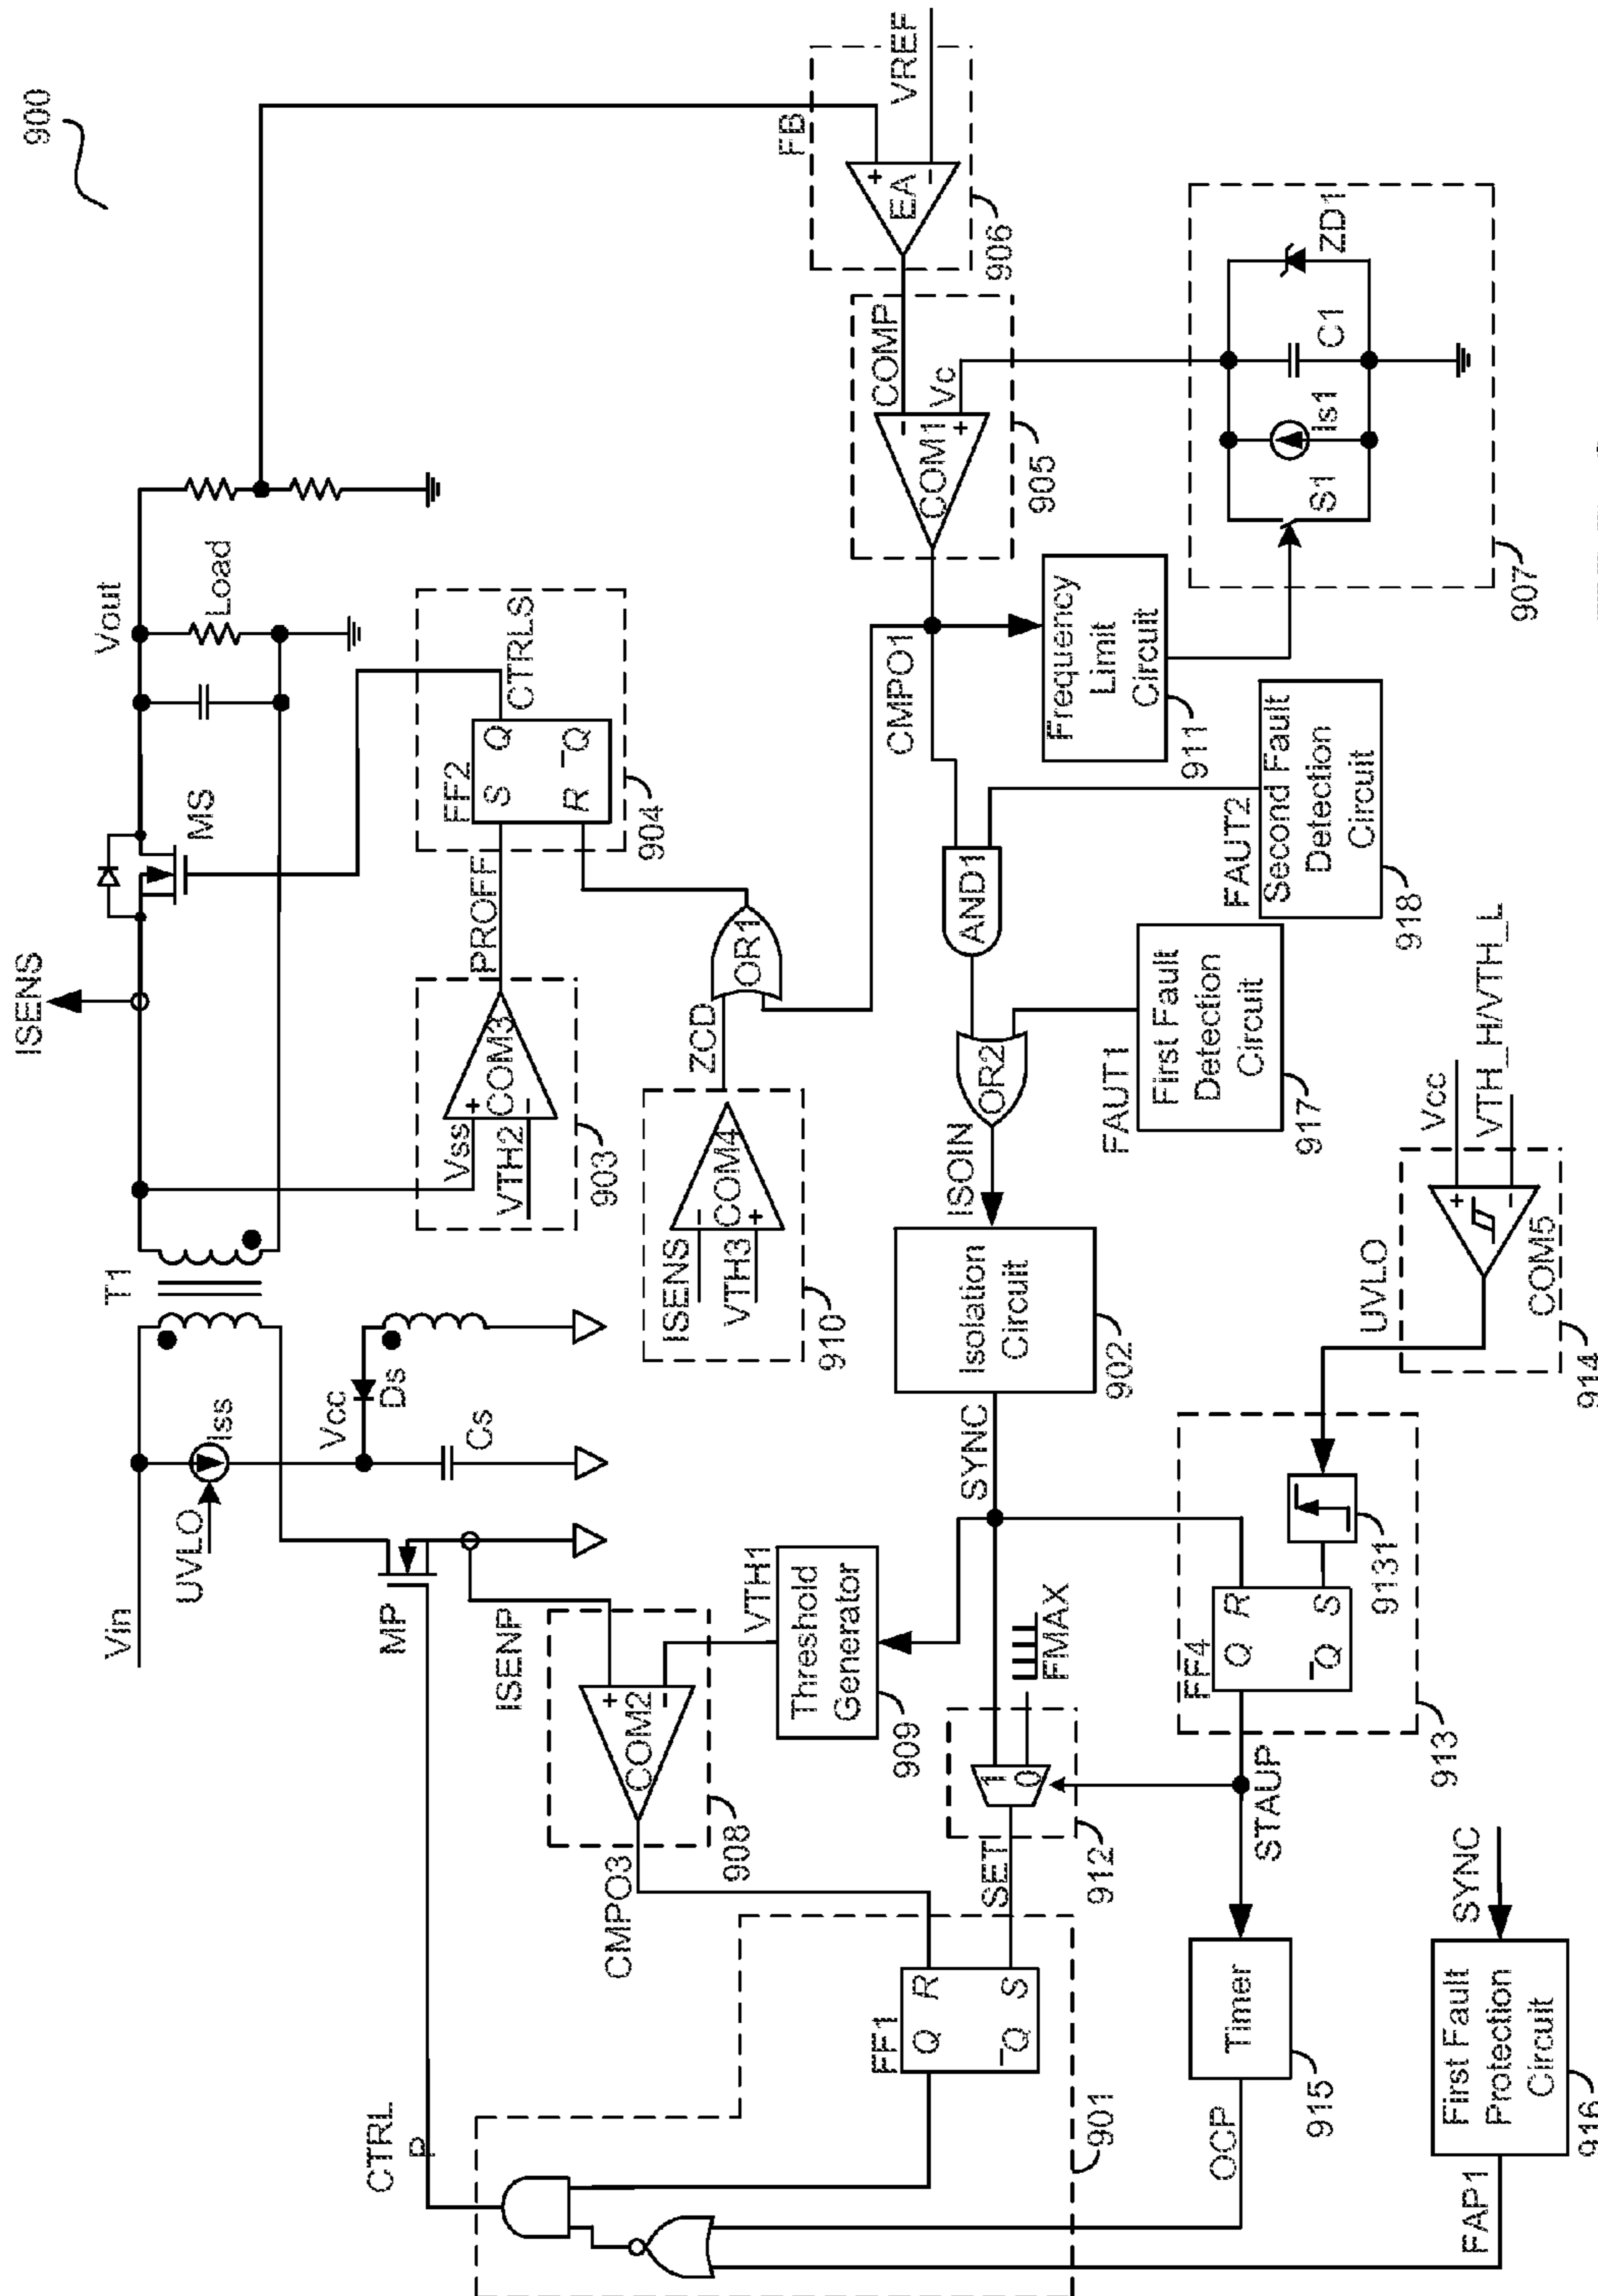 900
ISENS
Vout
Load
MS
T1
Vin
Iss
UVLO
Vcc
Ds
Cs
MP
ISENP
CTRL
P
Vss
VTH2
COM3
+
-
903
PROFF
FF2
S
Q
R
Q
CTRLS
904
ISENS
VTH3
-
COM4
+
910
ZCD
OR1
FB
VREF
+
EA
-
906
COMP
Vc
-
COM1
+
905
CMPO1
Frequency
Limit
Circuit
911
S1
Is1
C1
ZD1
907
AND1
FAUT2
Second Fault
Detection
Circuit
918
OR2
FAUT1
First Fault
Detection
Circuit
917
ISOIN
Isolation
Circuit
902
SYNC
Vcc
VTH_H/VTH_L
+
-
COM5
UVLO
914
9131
FF4
Q
R
Q
S
913
STAUP
VTH1
Threshold
Generator
909
+
COM2
-
908
CMPO3
FMAX
1
0
912
SET
FF1
Q
R
Q
S
901
Timer
915
OCP
SYNC
First Fault
Protection
Circuit
916
FAP1